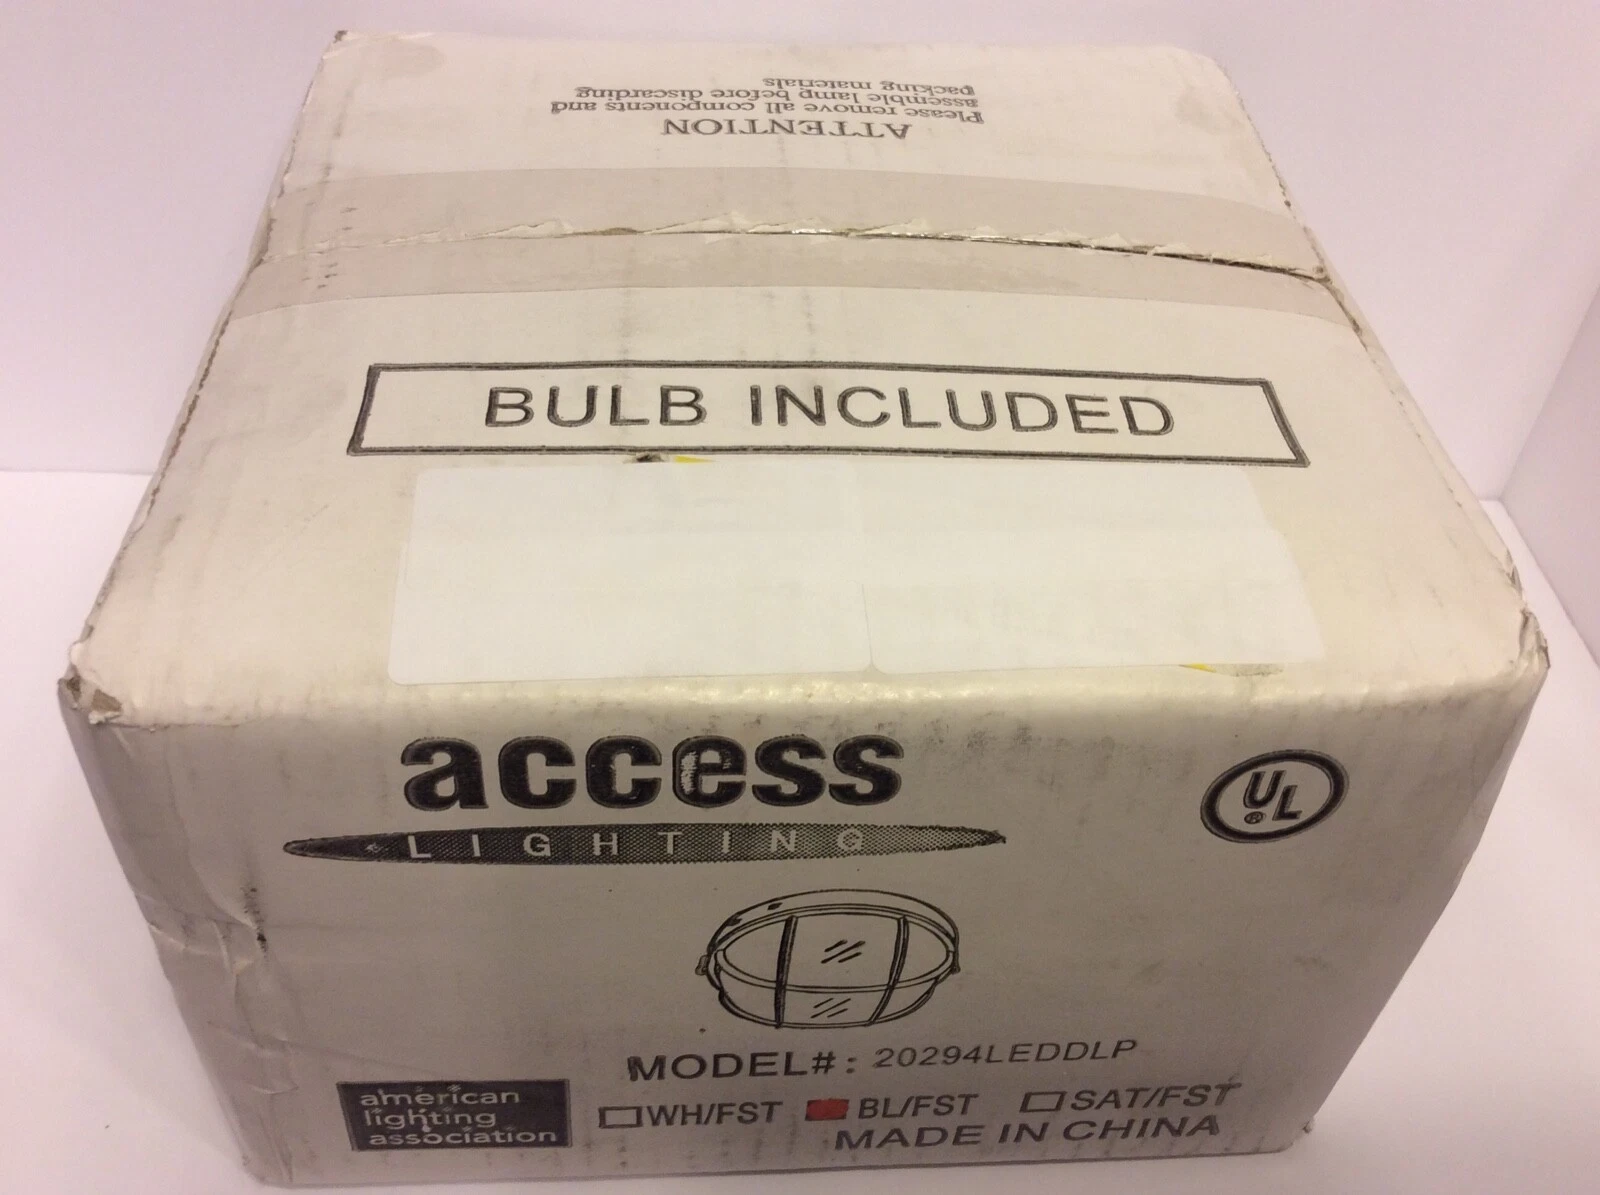 ATTENTION
Please remove all components and
assemble lamp before discarding
packing materials
BULB INCLUDED
access
LIGHTING
UL
®
MODEL#: 20294LEDDLP
american
lighting
association
WH/FST BL/FST SAT/FST
MADE IN CHINA